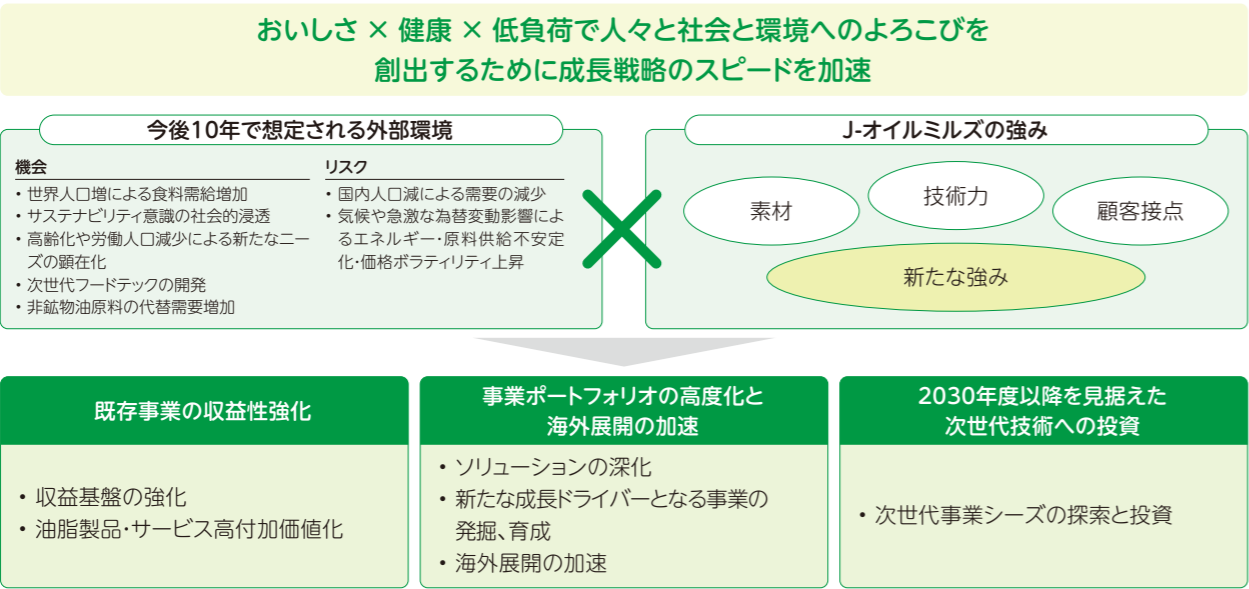 おいしさ × 健康 × 低負荷で人々と社会と環境へのよろこびを
創出するために成長戦略のスピードを加速
今後10年で想定される外部環境
機会
・世界人口増による食料需給増加
・サステナビリティ意識の社会的浸透
・高齢化や労働人口減少による新たなニー
ズの顕在化
・次世代フードテックの開発
・非鉱物油原料の代替需要増加
リスク
・国内人口減による需要の減少
・気候や急激な為替変動影響によ
るエネルギー・原料供給不安定
化・価格ボラティリティ上昇
J-オイルミルズの強み
素材
技術力
顧客接点
新たな強み
既存事業の収益性強化
・収益基盤の強化
・油脂製品・サービス高付加価値化
事業ポートフォリオの高度化と
海外展開の加速
・ソリューションの深化
・新たな成長ドライバーとなる事業の
発掘、育成
・海外展開の加速
2030年度以降を見据えた
次世代技術への投資
・次世代事業シーズの探索と投資